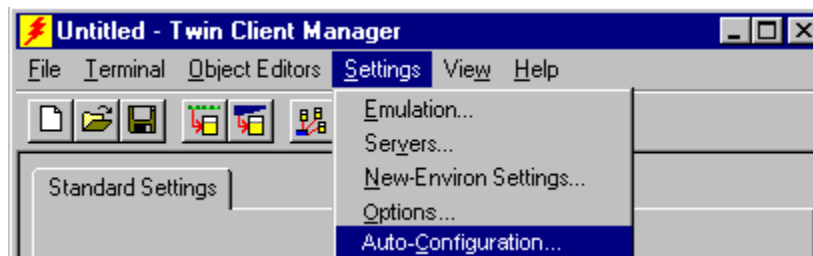 Untitled - Twin Client Manager
File Terminal Object Editors Settings View Help
Emulation...
Servers...
New-Environ Settings...
Options...
Auto-Configuration...
Standard Settings